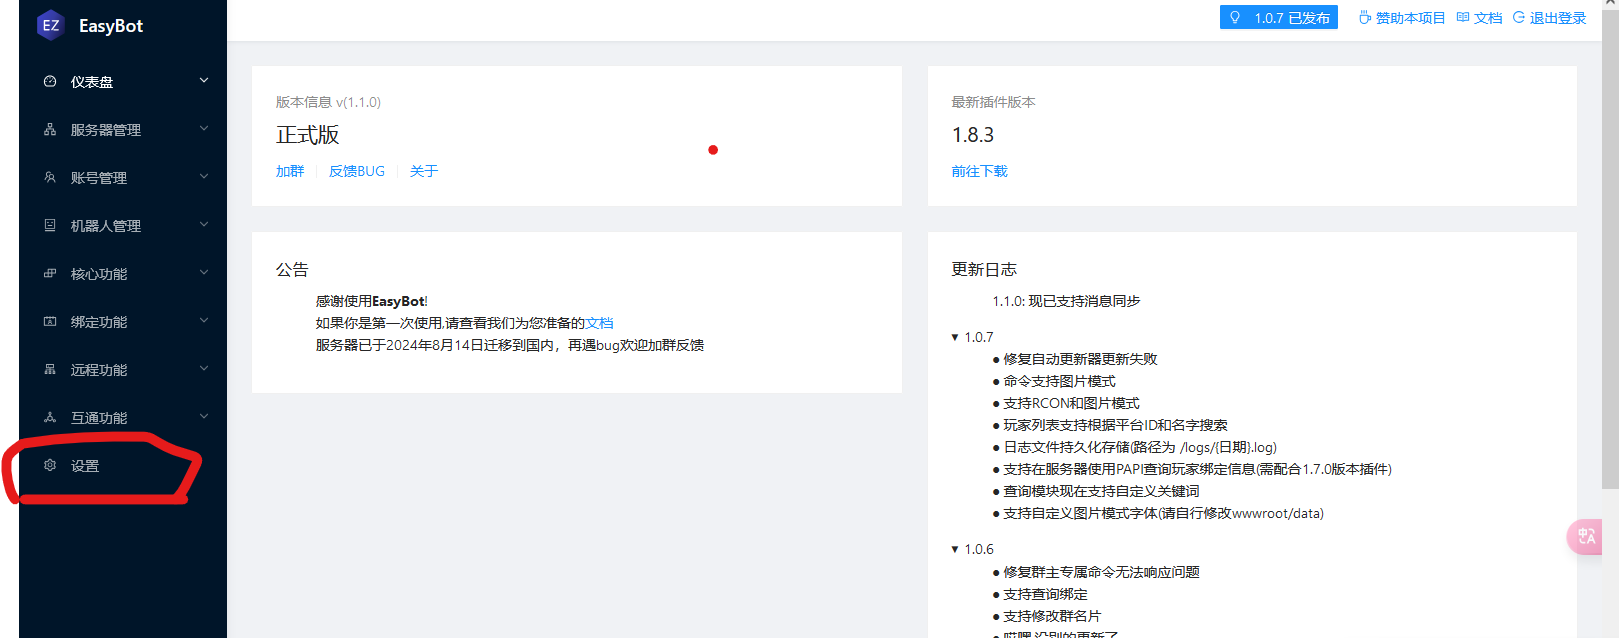 EZ EasyBot
1.0.7 已发布 赞助本项目 文档 退出登录
仪表盘
服务器管理
账号管理
机器人管理
核心功能
绑定功能
远程功能
互通功能
设置
版本信息 v(1.1.0)
正式版
加群 反馈BUG 关于
最新插件版本
1.8.3
前往下载
公告
感谢使用EasyBot!
如果你是第一次使用,请查看我们为您准备的文档
服务器已于2024年8月14日迁移到国内，再遇bug欢迎加群反馈
更新日志
1.1.0: 现已支持消息同步
▼ 1.0.7
● 修复自动更新器更新失败
● 命令支持图片模式
● 支持RCON和图片模式
● 玩家列表支持根据平台ID和名字搜索
● 日志文件持久化存储(路径为 /logs/{日期}.log)
● 支持在服务器使用PAPI查询玩家绑定信息(需配合1.7.0版本插件)
● 查询模块现在支持自定义关键词
● 支持自定义图片模式字体(请自行修改wwwroot/data)
▼ 1.0.6
● 修复群主专属命令无法响应问题
● 支持查询绑定
● 支持修改群名片
● 哎嘿 没别的更新了